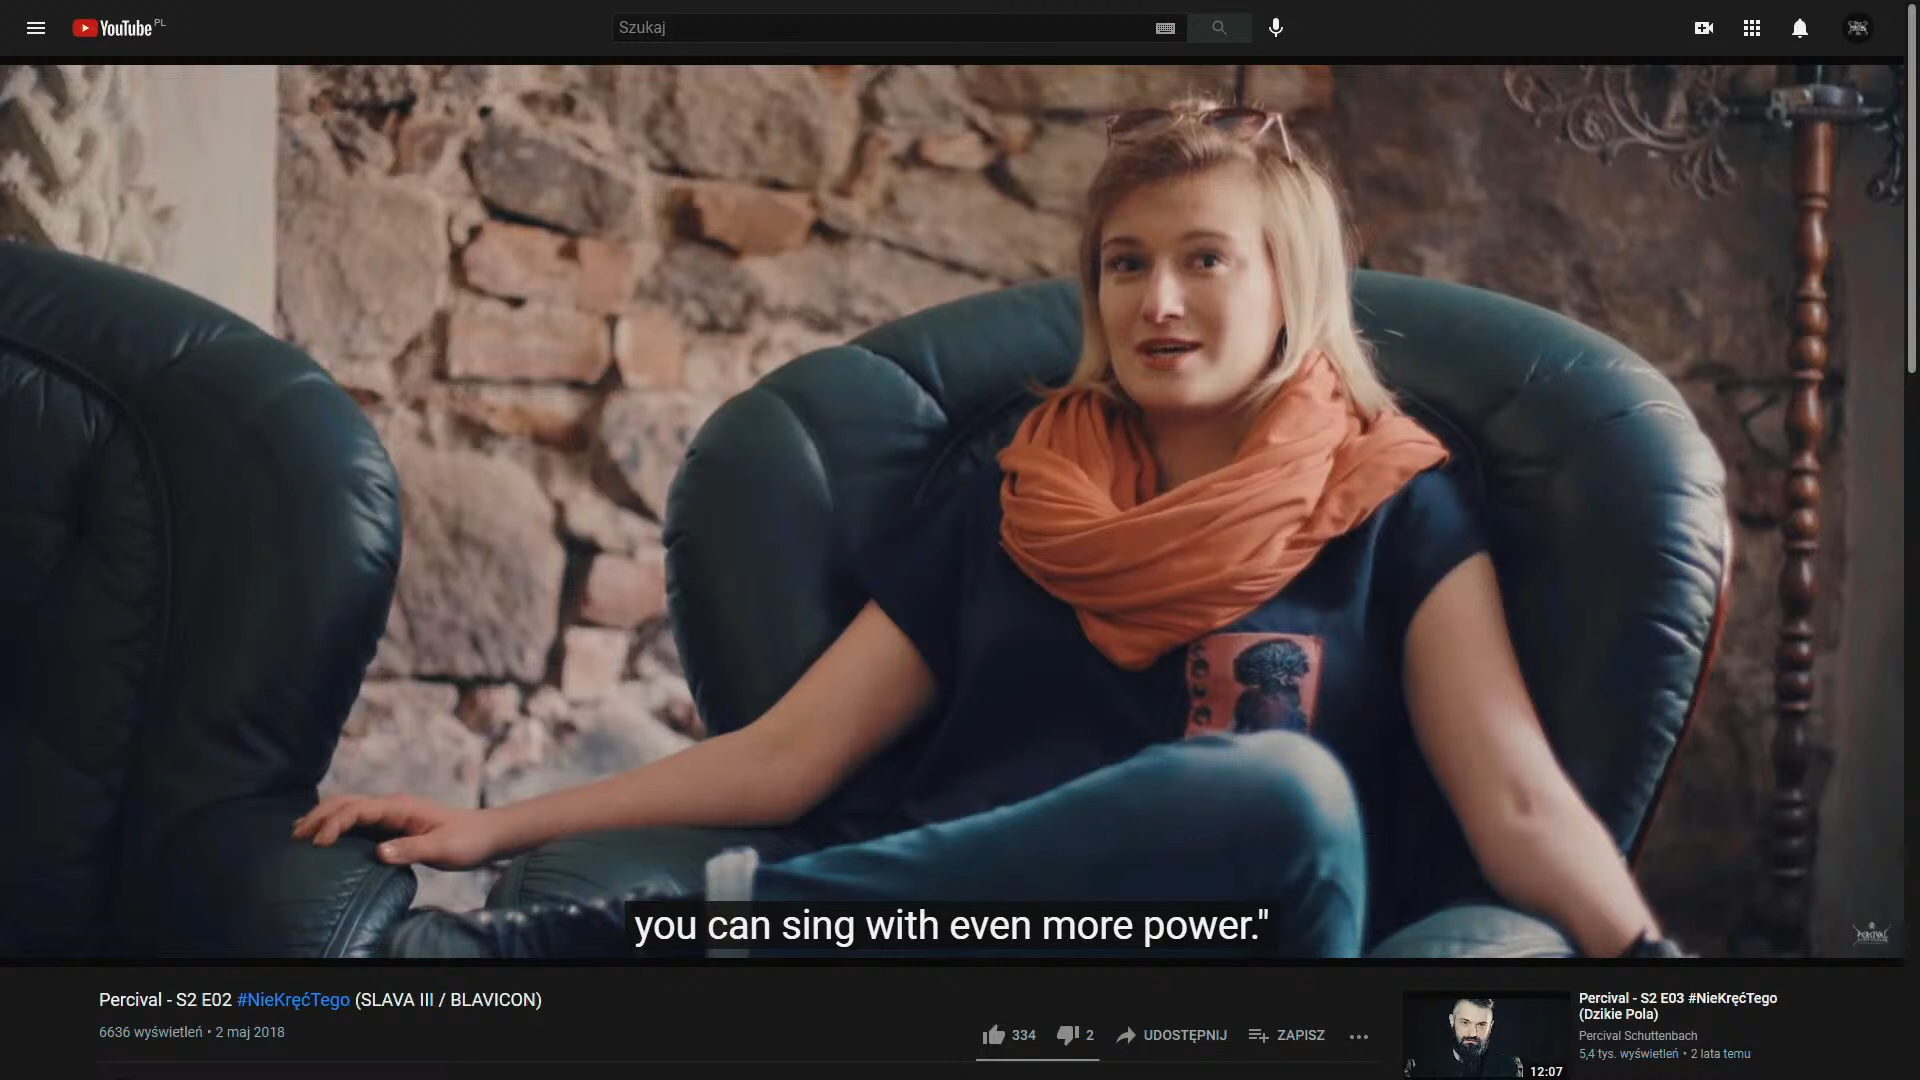 YouTube PL
Szukaj
you can sing with even more power."
PERCIVAL
Percival - S2 E02 #NieKręćTego (SLAVA III / BLAVICON)
6636 wyświetleń • 2 maj 2018
334
2
UDOSTĘPNIJ
ZAPISZ
Percival - S2 E03 #NieKręćTego
(Dzikie Pola)
Percival Schuttenbach
5,4 tys. wyświetleń • 2 lata temu
12:07